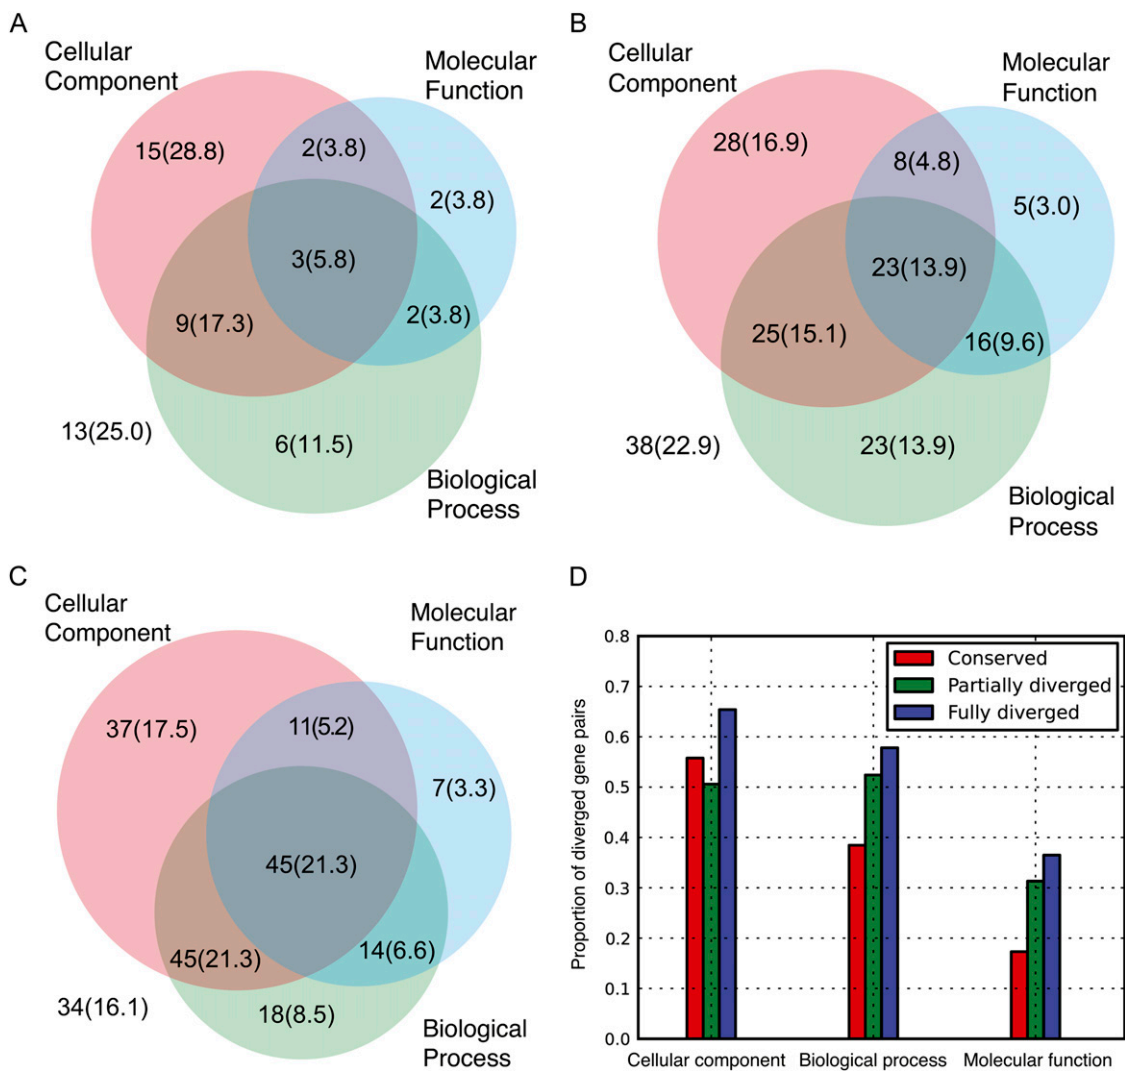 A
Cellular
Component
Molecular
Function
15(28.8)
2(3.8)
2(3.8)
3(5.8)
9(17.3)
2(3.8)
13(25.0)
6(11.5)
Biological
Process
B
Cellular
Component
Molecular
Function
28(16.9)
8(4.8)
5(3.0)
23(13.9)
25(15.1)
16(9.6)
38(22.9)
23(13.9)
Biological
Process
C
Cellular
Component
Molecular
Function
37(17.5)
11(5.2)
7(3.3)
45(21.3)
45(21.3)
14(6.6)
34(16.1)
18(8.5)
Biological
Process
D
Proportion of diverged gene pairs
0.8
0.7
0.6
0.5
0.4
0.3
0.2
0.1
0.0
Conserved
Partially diverged
Fully diverged
Cellular component
Biological process
Molecular function